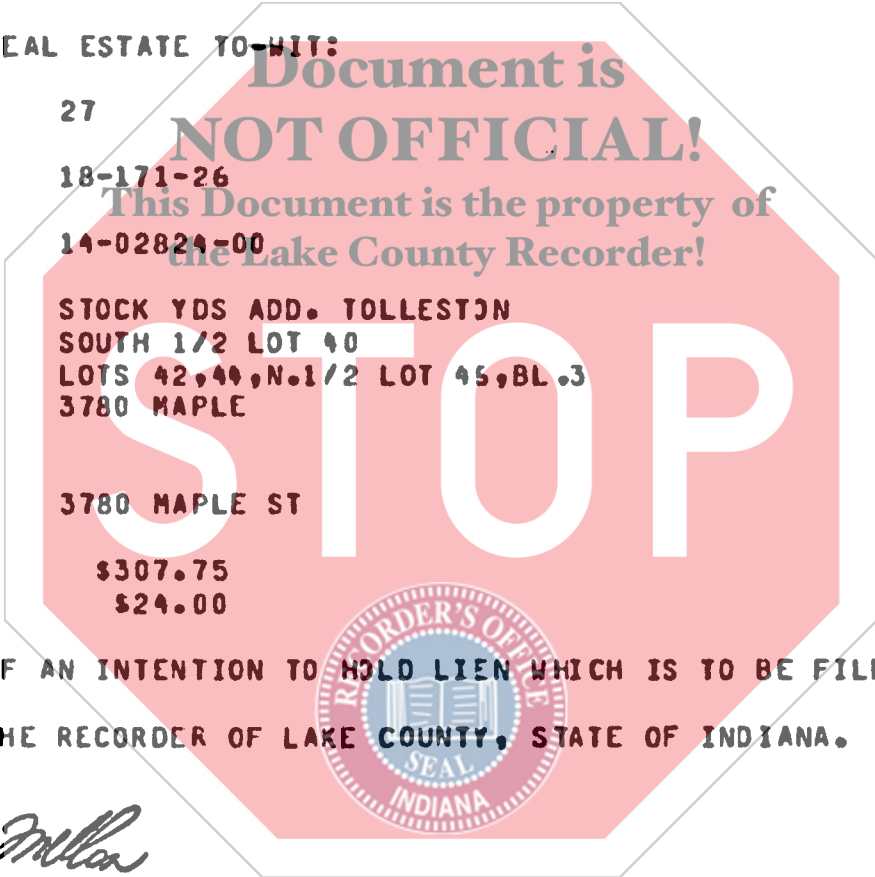 EAL ESTATE TO-WIT:
Document is
27
NOT OFFICIAL!
18-171-26
This Document is the property of
14-02824-00
the Lake County Recorder!
STOCK YDS ADD. TOLLESTON
SOUTH 1/2 LOT 40
LOTS 42,44,N.1/2 LOT 46,BL.3
3780 MAPLE
STOP
3780 MAPLE ST
$307.75
$24.00
RECORDER'S OFFICE
F AN INTENTION TO HOLD LIEN WHICH IS TO BE FIL
HE RECORDER OF LAKE COUNTY, STATE OF INDIANA.
SEAL
INDIANA